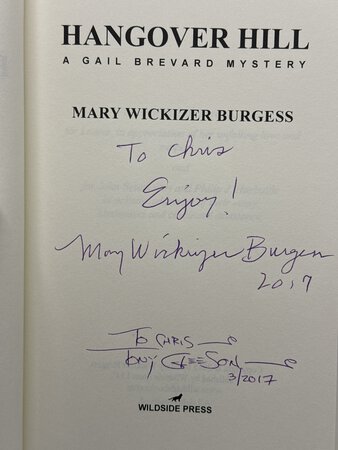 HANGOVER HILL
A GAIL BREVARD MYSTERY
MARY WICKIZER BURGESS
To Chris
Enjoy!
Mary Wickizer Burgess
2017
To CHRIS
TONY GLEESON
3/2017
WILDSIDE PRESS